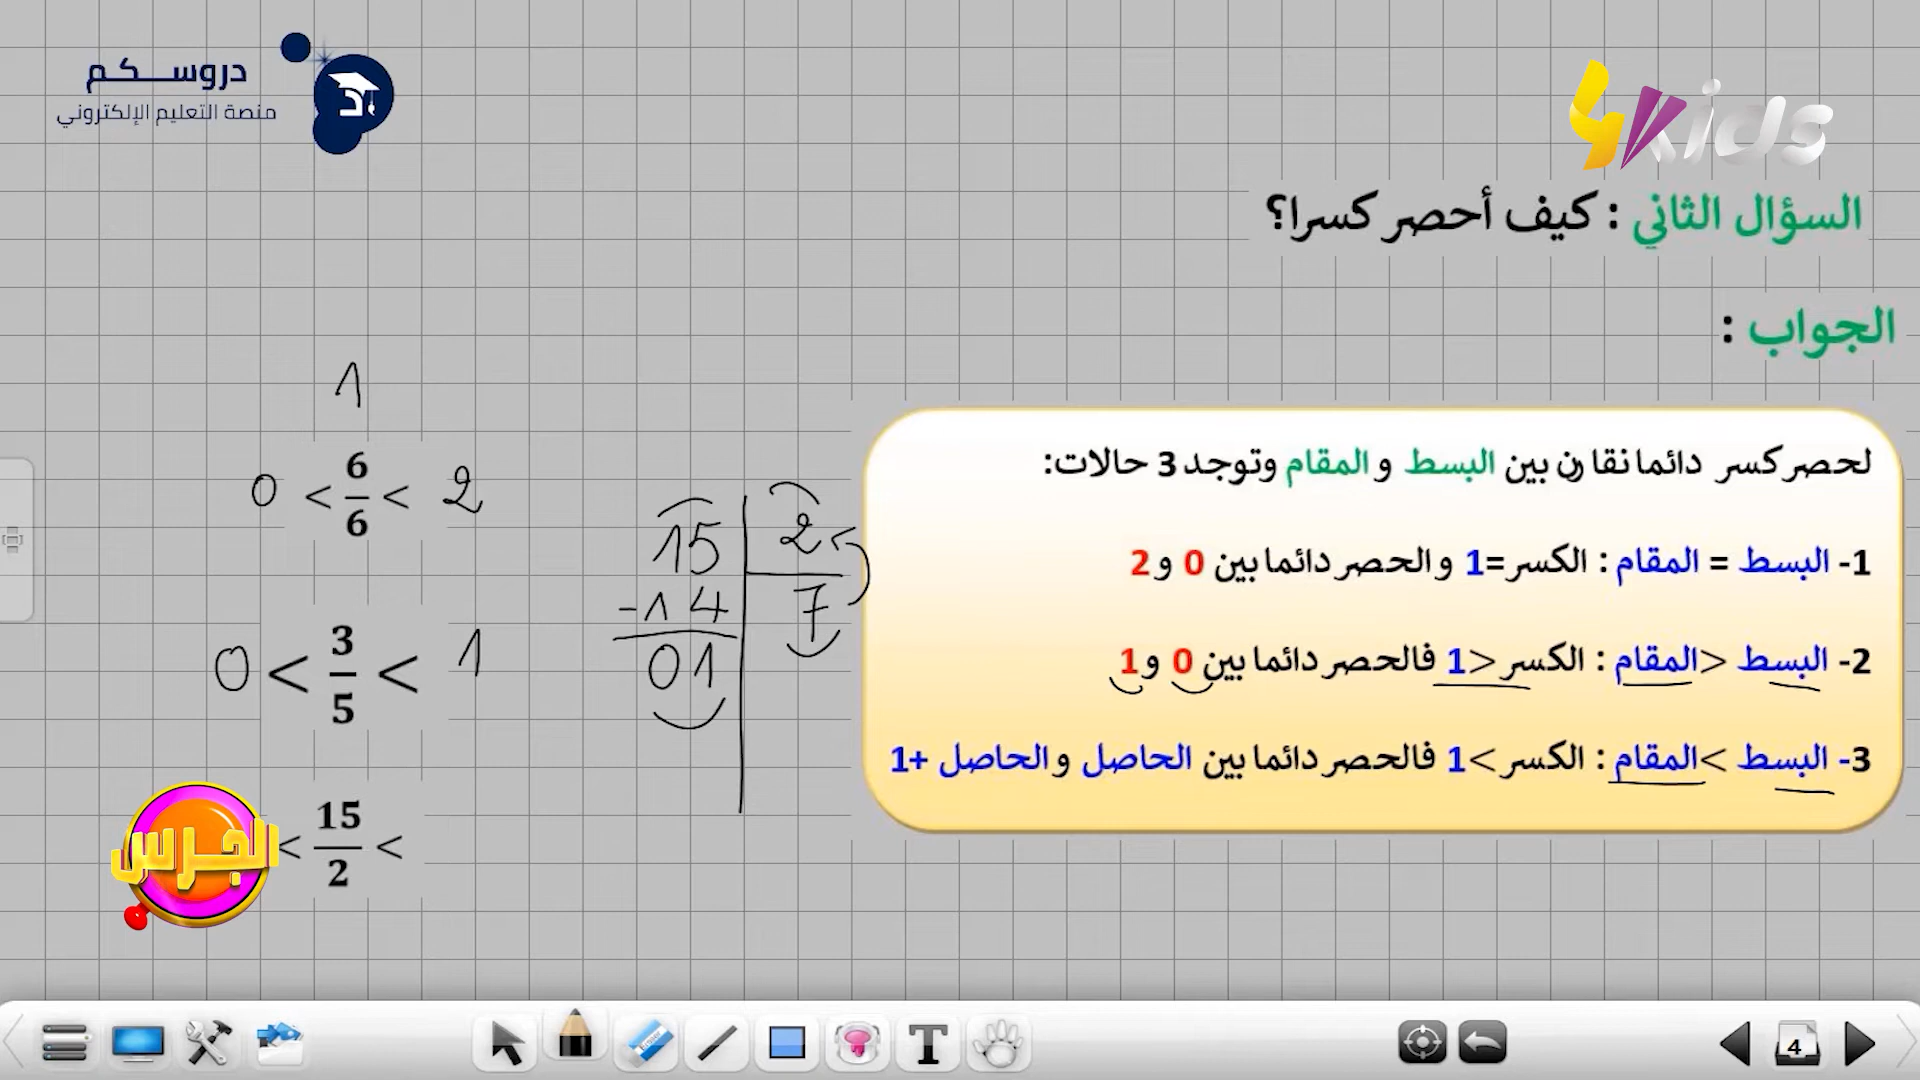 دروسكم
منصة التعليم الإلكتروني
4Kids
السؤال الثاني : كيف أحصر كسرا؟
الجواب :
لحصر كسر دائما نقارن بين البسط و المقام وتوجد 3 حالات:
1- البسط = المقام : الكسر=1 و الحصر دائما بين 0 و 2
2- البسط <المقام : الكسر<1 فالحصر دائما بين 0 و 1
3- البسط >المقام : الكسر>1 فالحصر دائما بين الحاصل و الحاصل +1
1
0 < 6/6 < 2
0 < 3/5 < 1
< 15/2 <
15 2
-14 7
01
الجرس
T
4